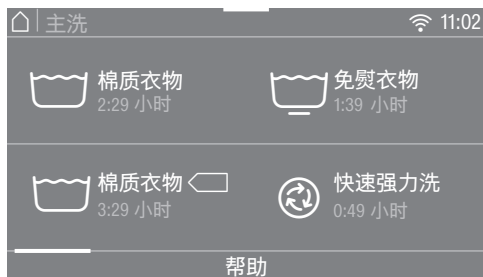 主洗 11:02
棉质衣物 免熨衣物
2:29 小时 1:39 小时
棉质衣物 快速强力洗
3:29 小时 0:49 小时
帮助